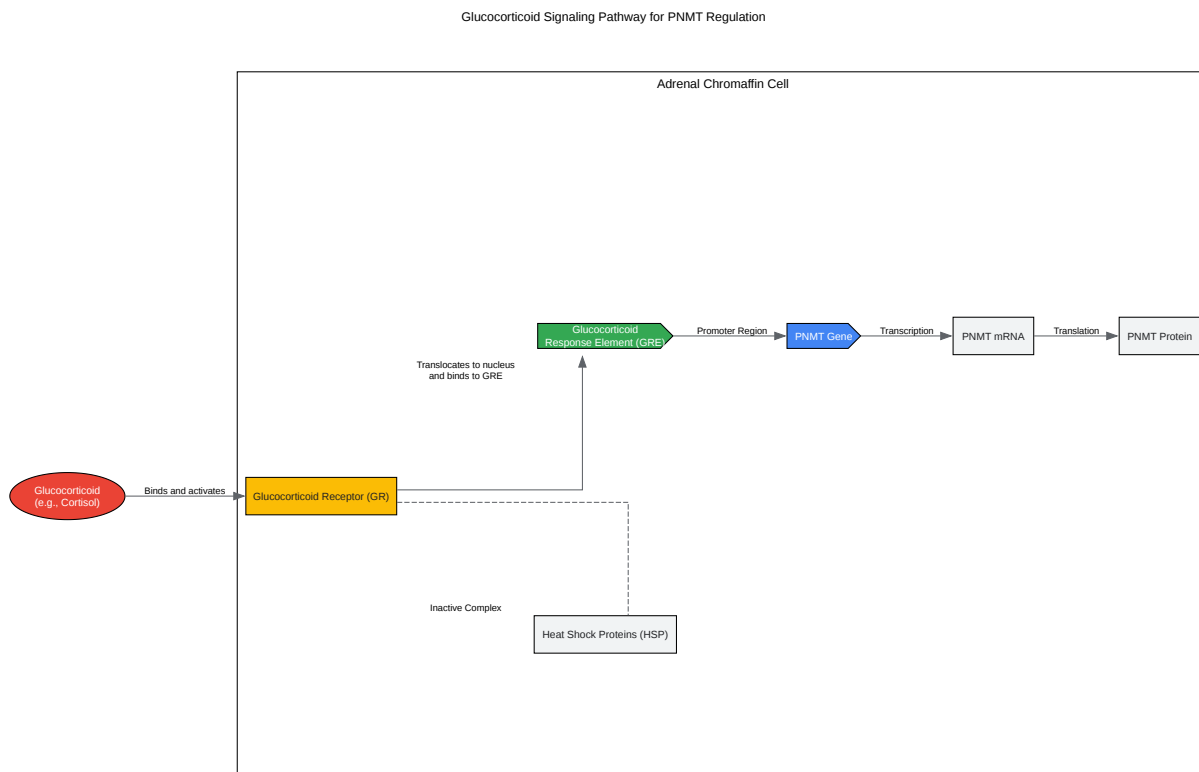 Glucocorticoid Signaling Pathway for PNMT Regulation
Adrenal Chromaffin Cell
Glucocorticoid
Response Element (GRE)
Promoter Region
PNMT Gene
Transcription
PNMT mRNA
Translation
PNMT Protein
Translocates to nucleus
and binds to GRE
Glucocorticoid
(e.g., Cortisol)
Binds and activates
Glucocorticoid Receptor (GR)
Inactive Complex
Heat Shock Proteins (HSP)